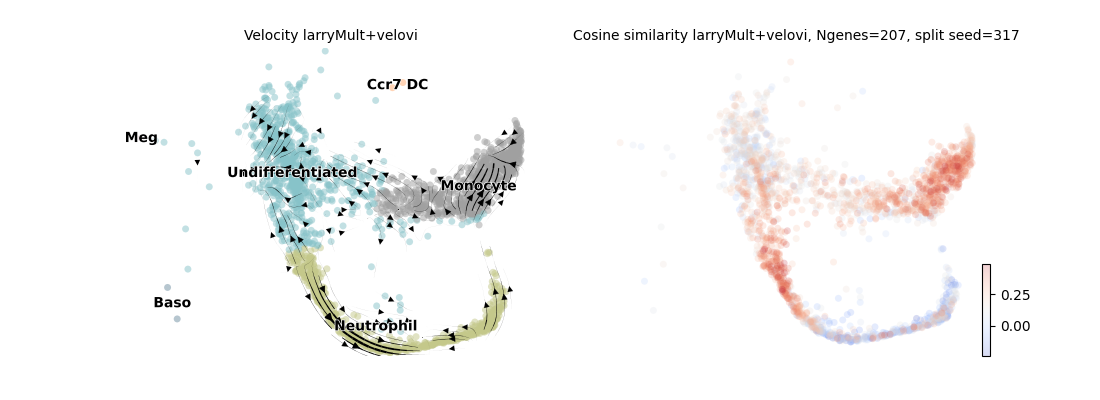 Velocity larryMult+velovi
Cosine similarity larryMult+velovi, Ngenes=207, split seed=317
Ccr7 DC
Meg
Undifferentiated
Monocyte
Baso
Neutrophil
0.25
0.00